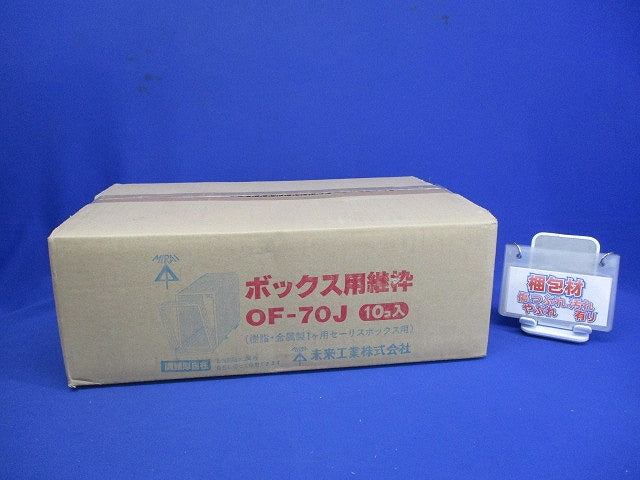 MIRAI
ボックス用継枠
OF-70J 10コ入
(樹脂・金属製1ヶ用セーリスボックス用)
MIRAI 未来工業株式会社
梱包材
傷・つぶれ・汚れ
やぶれ 有り